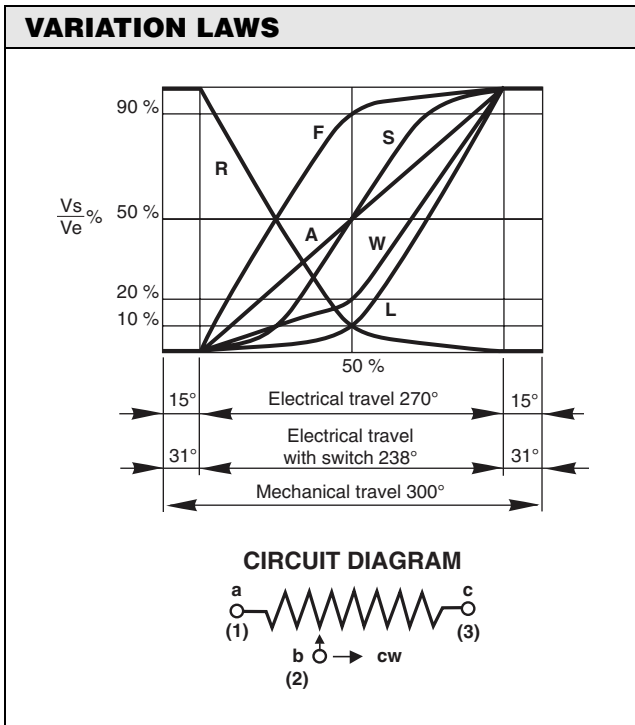 VARIATION LAWS
90 %
F
S
R
Vs
Ve
%
50 %
A
W
20 %
L
10 %
50 %
15° Electrical travel 270° 15°
Electrical travel
31° with switch 238° 31°
Mechanical travel 300°
CIRCUIT DIAGRAM
a c
(1) (3)
b cw
(2)